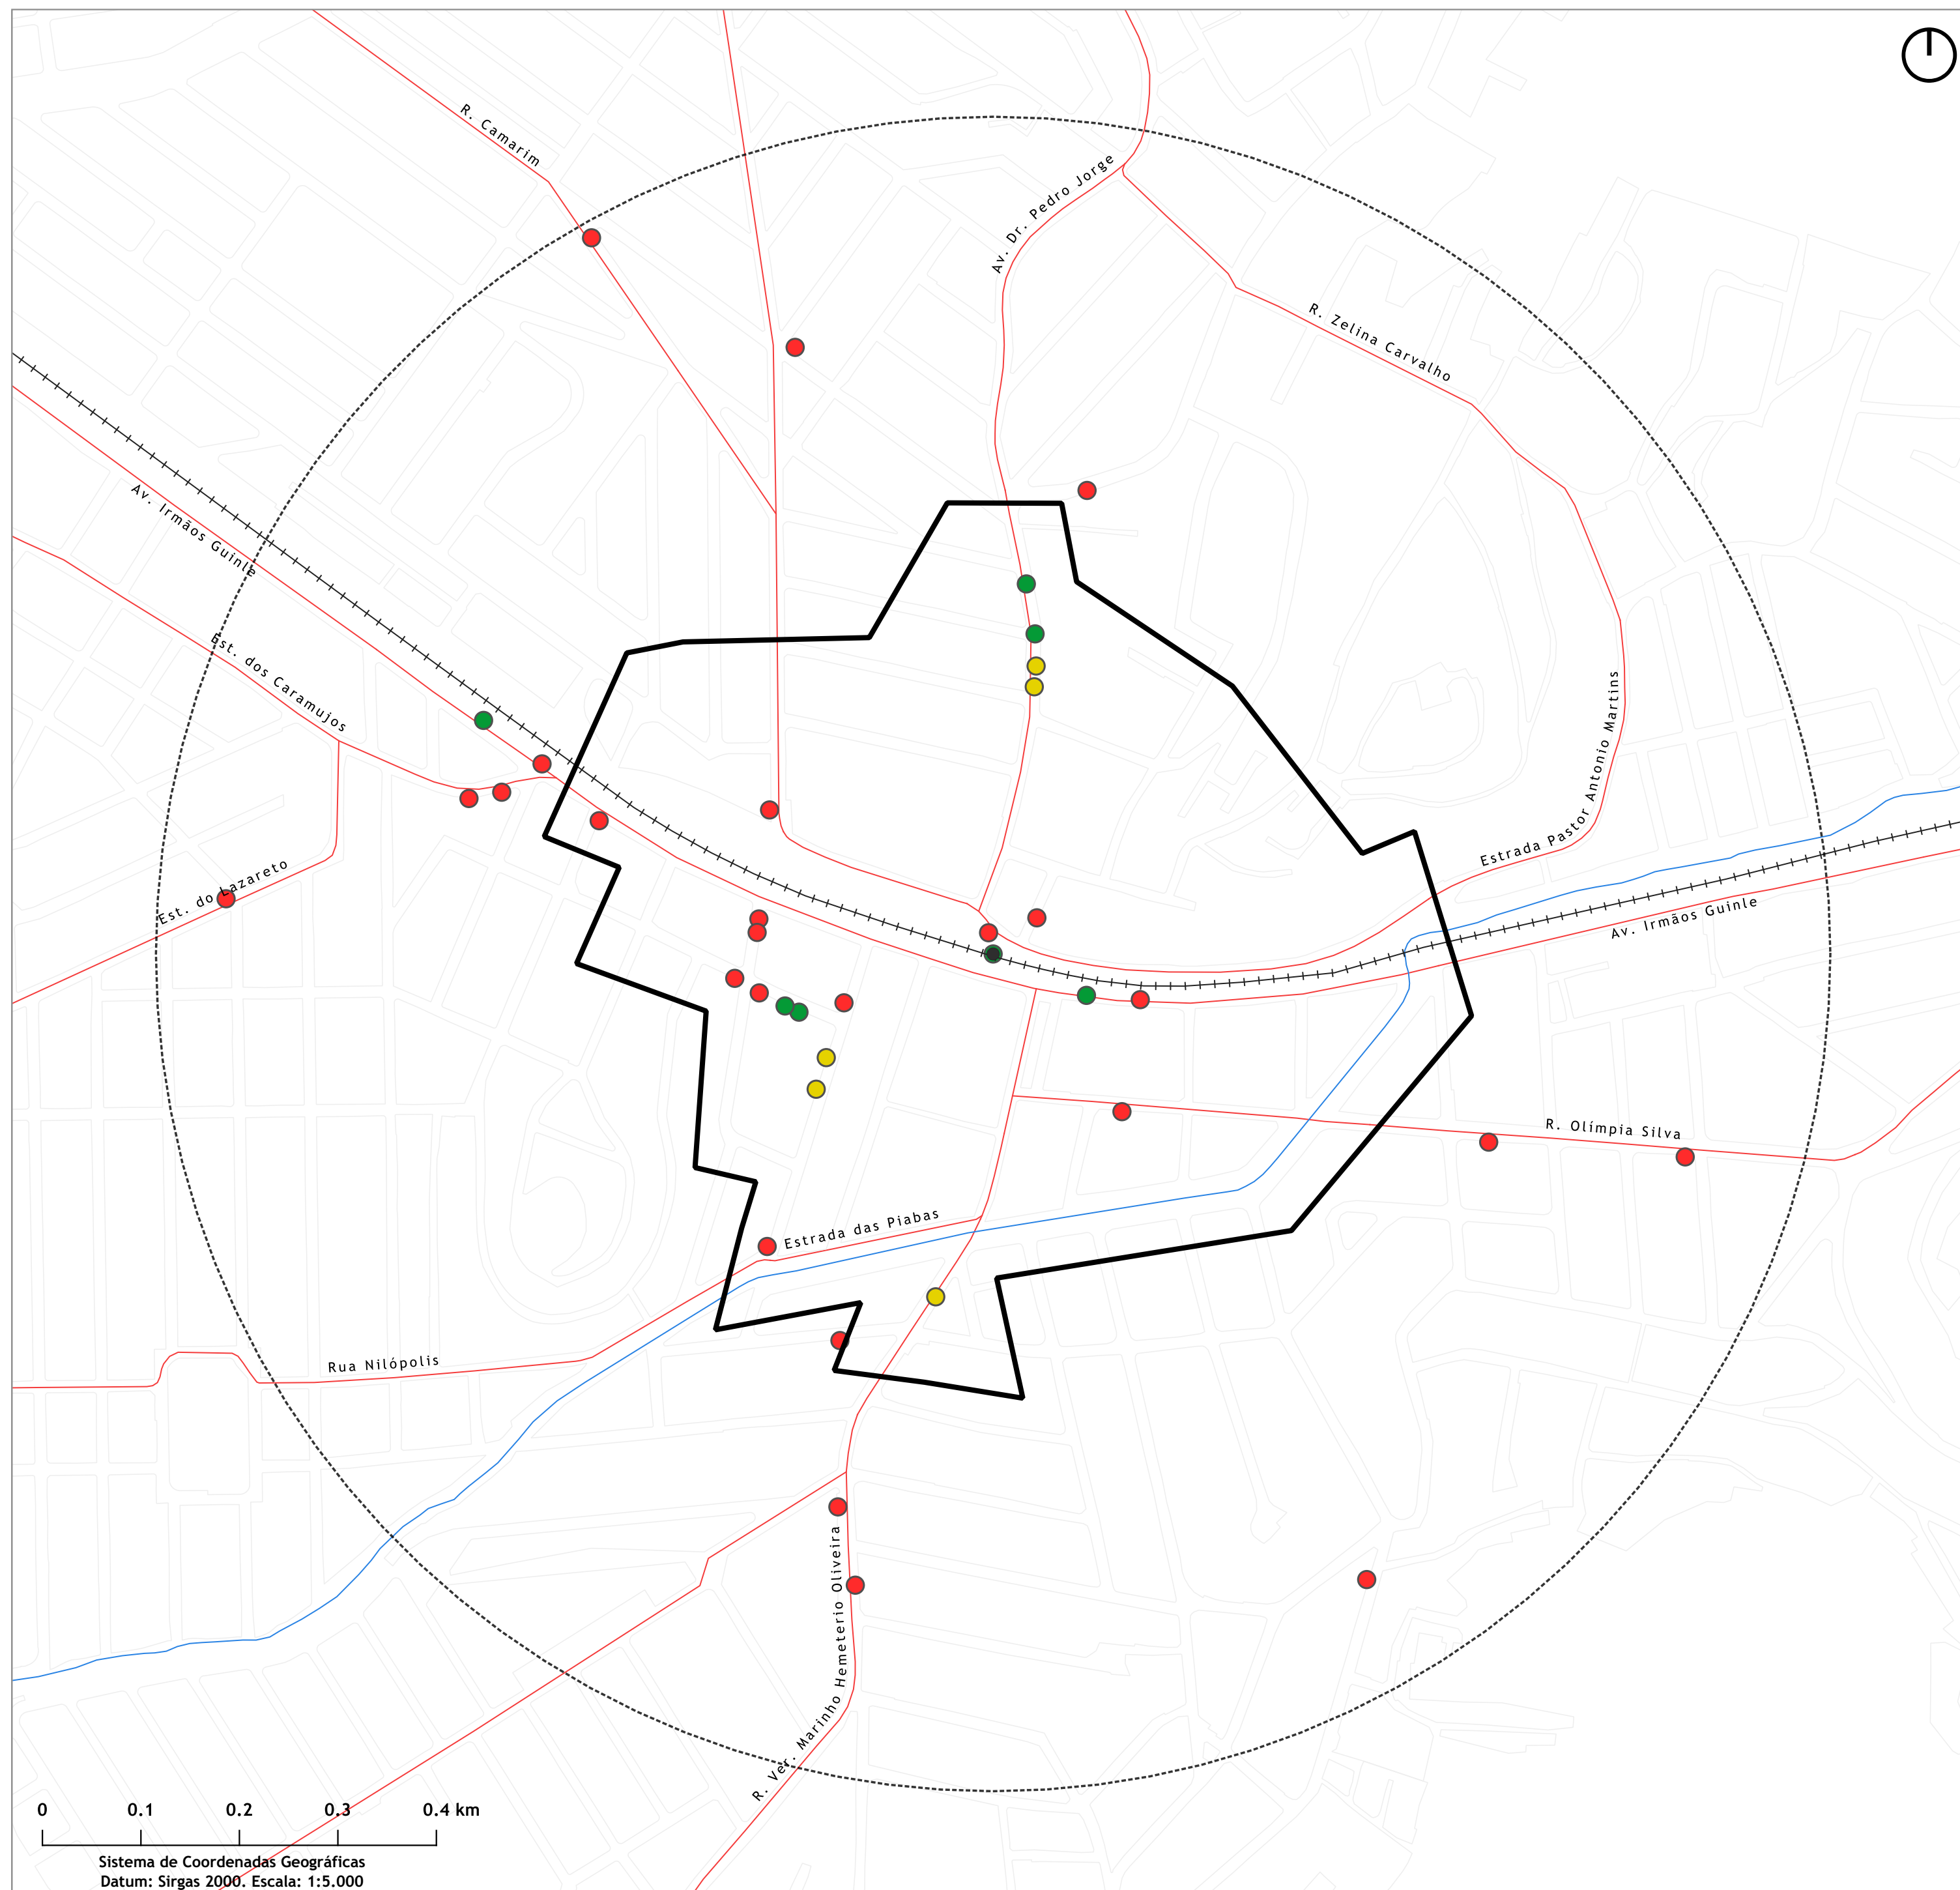 R. Camarim
Av. Dr. Pedro Jorge
R. Zelina Carvalho
Av. Irmãos Guinle
Est. dos Caramujos
Estrada Pastor Antonio Martins
Est. do Lazareto
Av. Irmãos Guinle
R. Olímpia Silva
Estrada das Piabas
Rua Nilópolis
R. Ver. Marinho Hemeterio Oliveira
0 0.1 0.2 0.3 0.4 km
Sistema de Coordenadas Geográficas
Datum: Sirgas 2000. Escala: 1:5.000